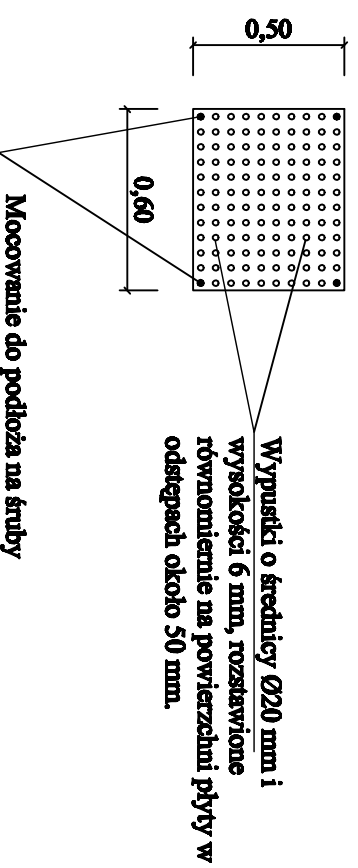 0,50
0,60
Wypustki o średnicy Ø20 mm i
wysokości 6 mm, rozstawione
równomiernie na powierzchni płyty w
odstępach około 50 mm.
Mocowanie do podłoża na śruby